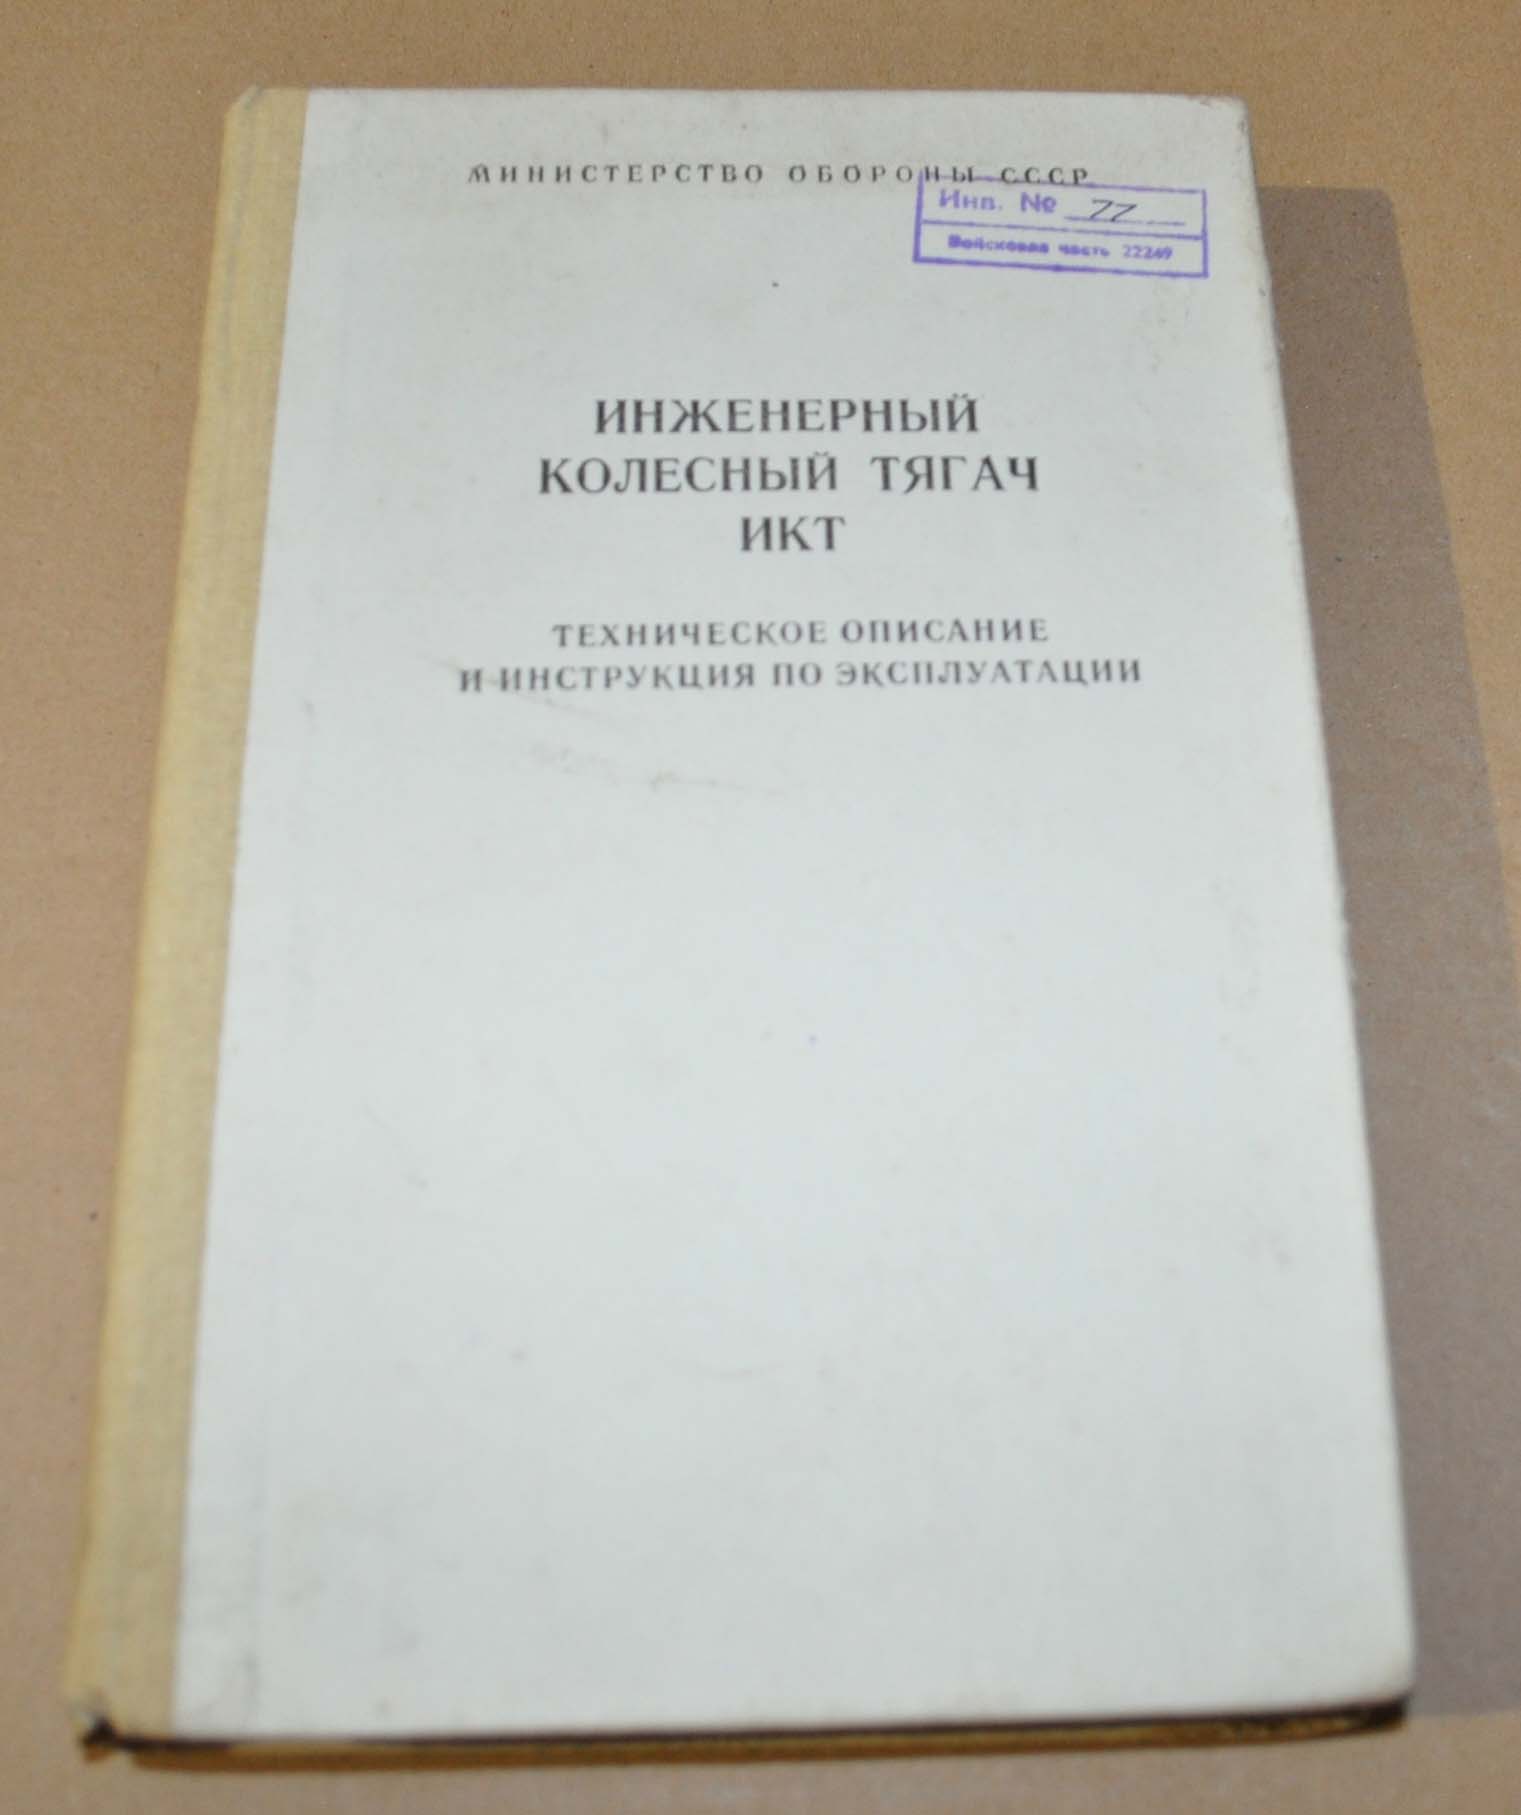 МИНИСТЕРСТВО ОБОРОНЫ СССР
Инв. № 77
Войсковая часть 22249
ИНЖЕНЕРНЫЙ
КОЛЕСНЫЙ ТЯГАЧ
ИКТ
ТЕХНИЧЕСКОЕ ОПИСАНИЕ
И ИНСТРУКЦИЯ ПО ЭКСПЛУАТАЦИИ